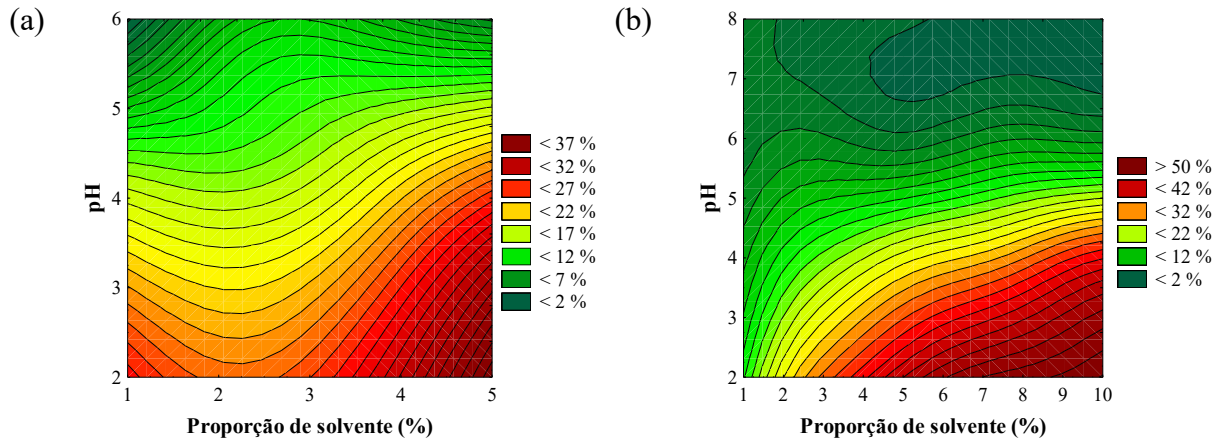 (a)
6
5
4
3
2
pH
1 2 3 4 5
Proporção de solvente (%)
< 37 %
< 32 %
< 27 %
< 22 %
< 17 %
< 12 %
< 7 %
< 2 %
(b)
8
7
6
5
4
3
2
pH
1 2 3 4 5 6 7 8 9 10
Proporção de solvente (%)
> 50 %
< 42 %
< 32 %
< 22 %
< 12 %
< 2 %